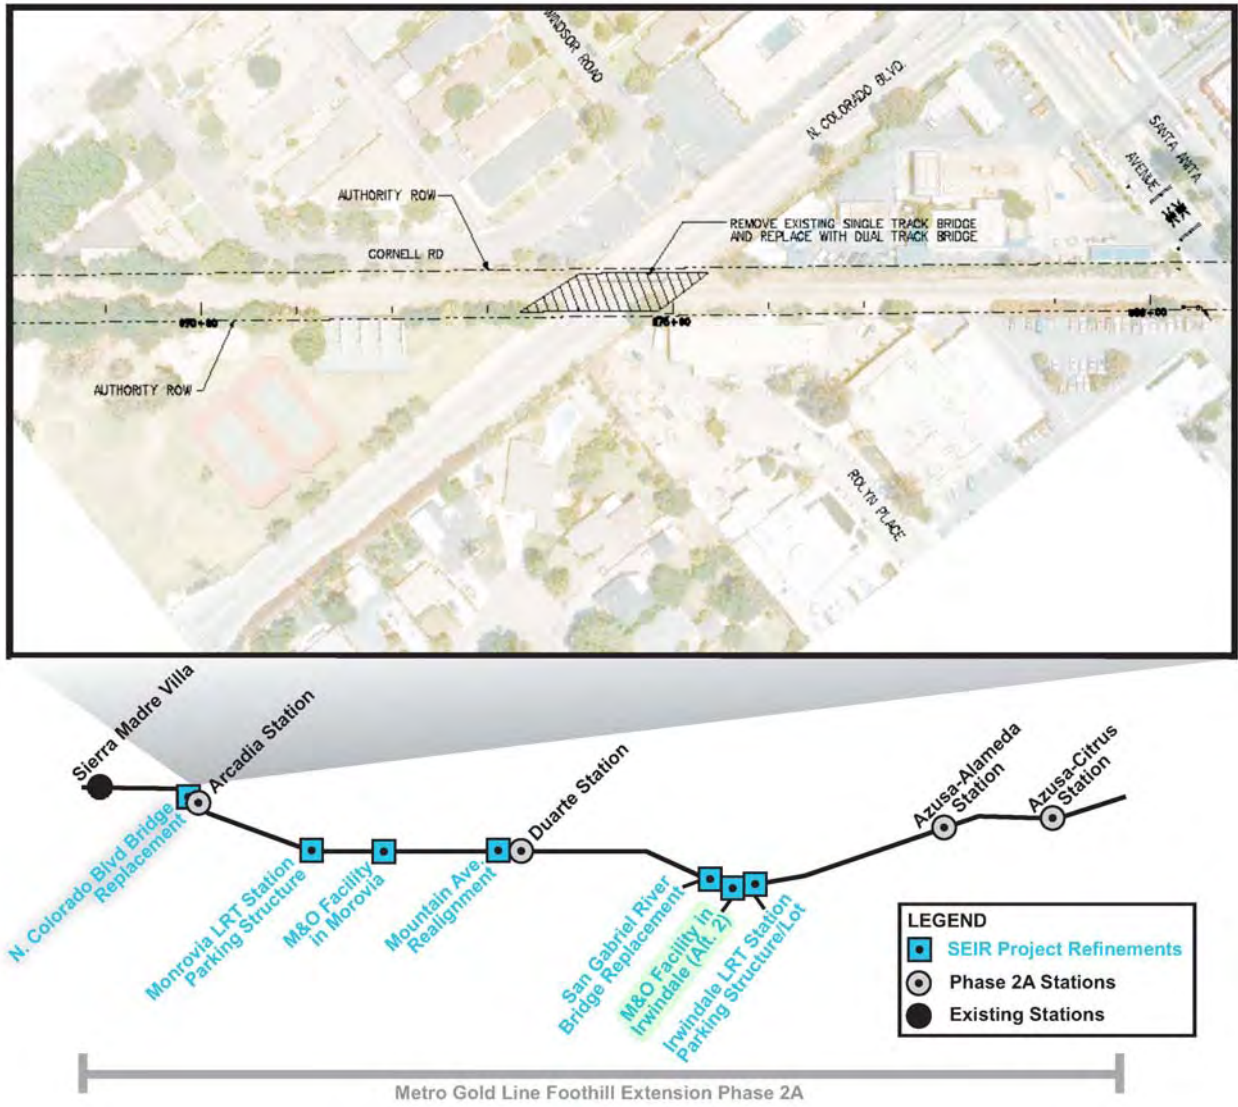 WINDSOR ROAD
N. COLORADO BLVD.
SANTA ANITA
AVENUE
AUTHORITY ROW
REMOVE EXISTING SINGLE TRACK BRIDGE
AND REPLACE WITH DUAL TRACK BRIDGE
CORNELL RD
AUTHORITY ROW
ROLYN PLACE
Sierra Madre Villa
Arcadia Station
Duarte Station
Azusa-Alameda
Station
Azusa-Citrus
Station
N. Colorado Blvd Bridge
Replacement
Monrovia LRT Station
Parking Structure
M&O Facility
in Morovia
Mountain Ave.
Realignment
San Gabriel River
Bridge Replacement
M&O Facility in
Irwindale (Alt. 2)
Irwindale LRT Station
Parking Structure/Lot
LEGEND
SEIR Project Refinements
Phase 2A Stations
Existing Stations
Metro Gold Line Foothill Extension Phase 2A